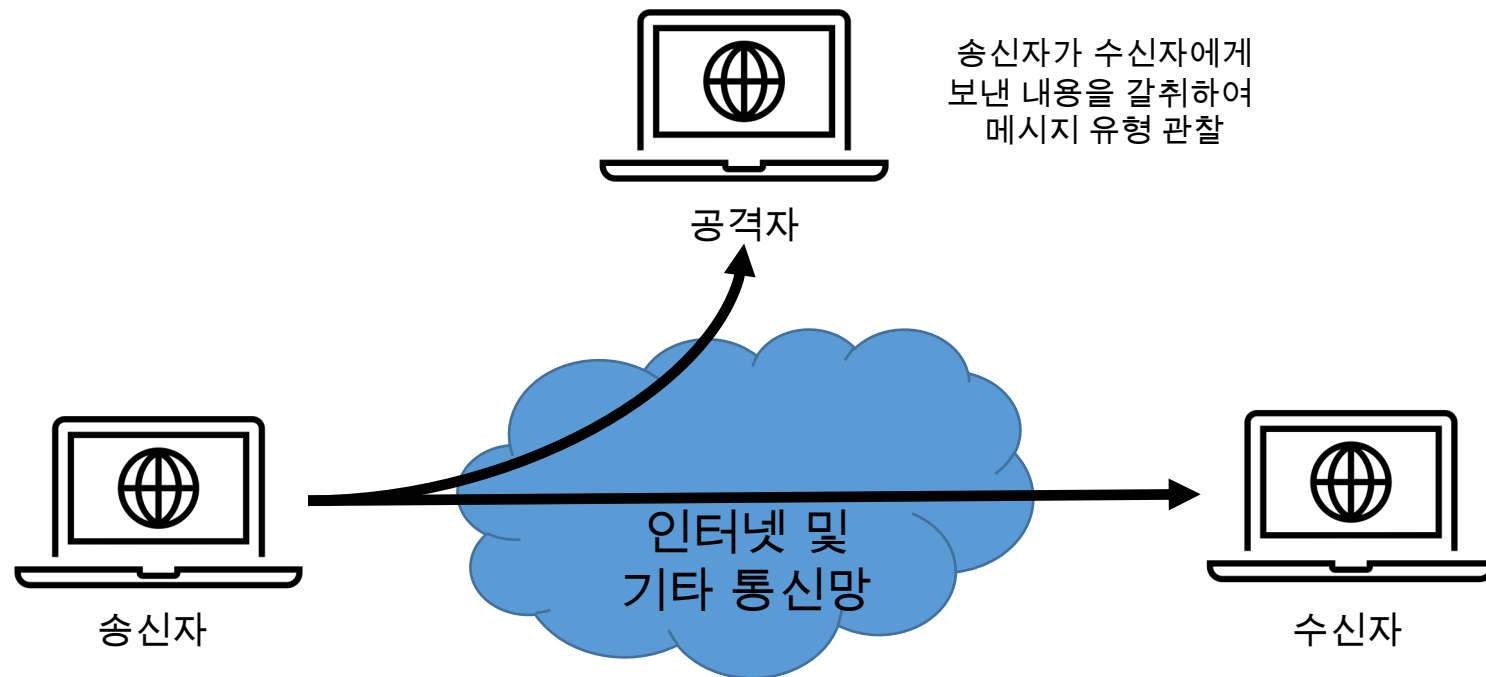 송신자가 수신자에게
보낸 내용을 갈취하여
메시지 유형 관찰
공격자
인터넷 및
기타 통신망
송신자
수신자